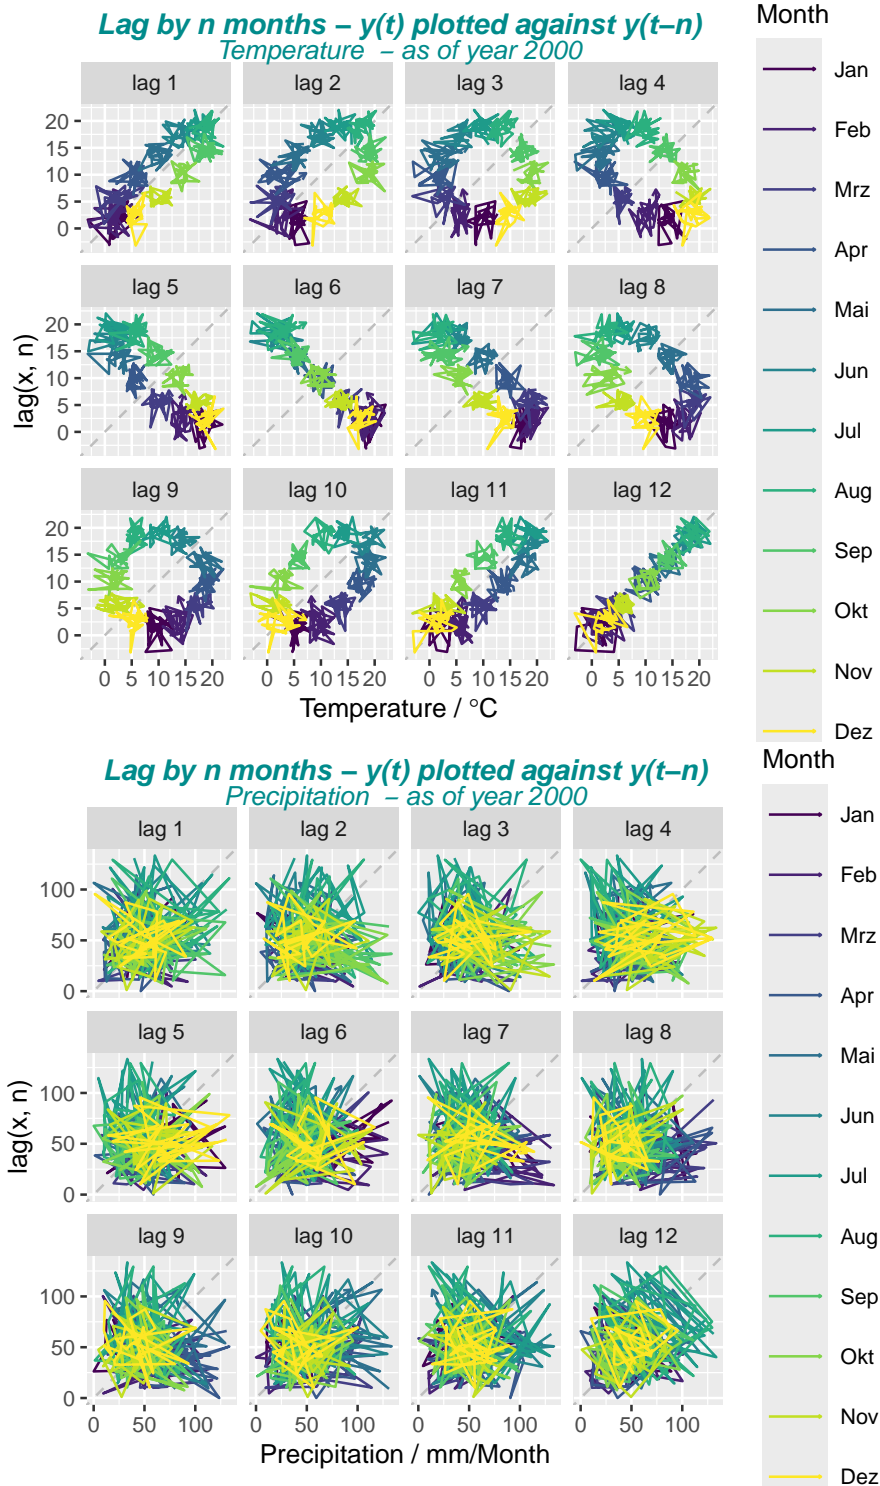 Lag by n months – y(t) plotted against y(t–n)
Temperature – as of year 2000
lag 1 lag 2 lag 3 lag 4
20
15
10
5
0
lag 5 lag 6 lag 7 lag 8
20
15
10
5
0
lag 9 lag 10 lag 11 lag 12
20
15
10
5
0
lag(x, n)
0 5 10 15 20 0 5 10 15 20 0 5 10 15 20 0 5 10 15 20
Temperature / °C
Month
Jan
Feb
Mrz
Apr
Mai
Jun
Jul
Aug
Sep
Okt
Nov
Dez
Lag by n months – y(t) plotted against y(t–n)
Precipitation – as of year 2000
lag 1 lag 2 lag 3 lag 4
100
50
0
lag 5 lag 6 lag 7 lag 8
100
50
0
lag 9 lag 10 lag 11 lag 12
100
50
0
lag(x, n)
0 50 100 0 50 100 0 50 100 0 50 100
Precipitation / mm/Month
Month
Jan
Feb
Mrz
Apr
Mai
Jun
Jul
Aug
Sep
Okt
Nov
Dez